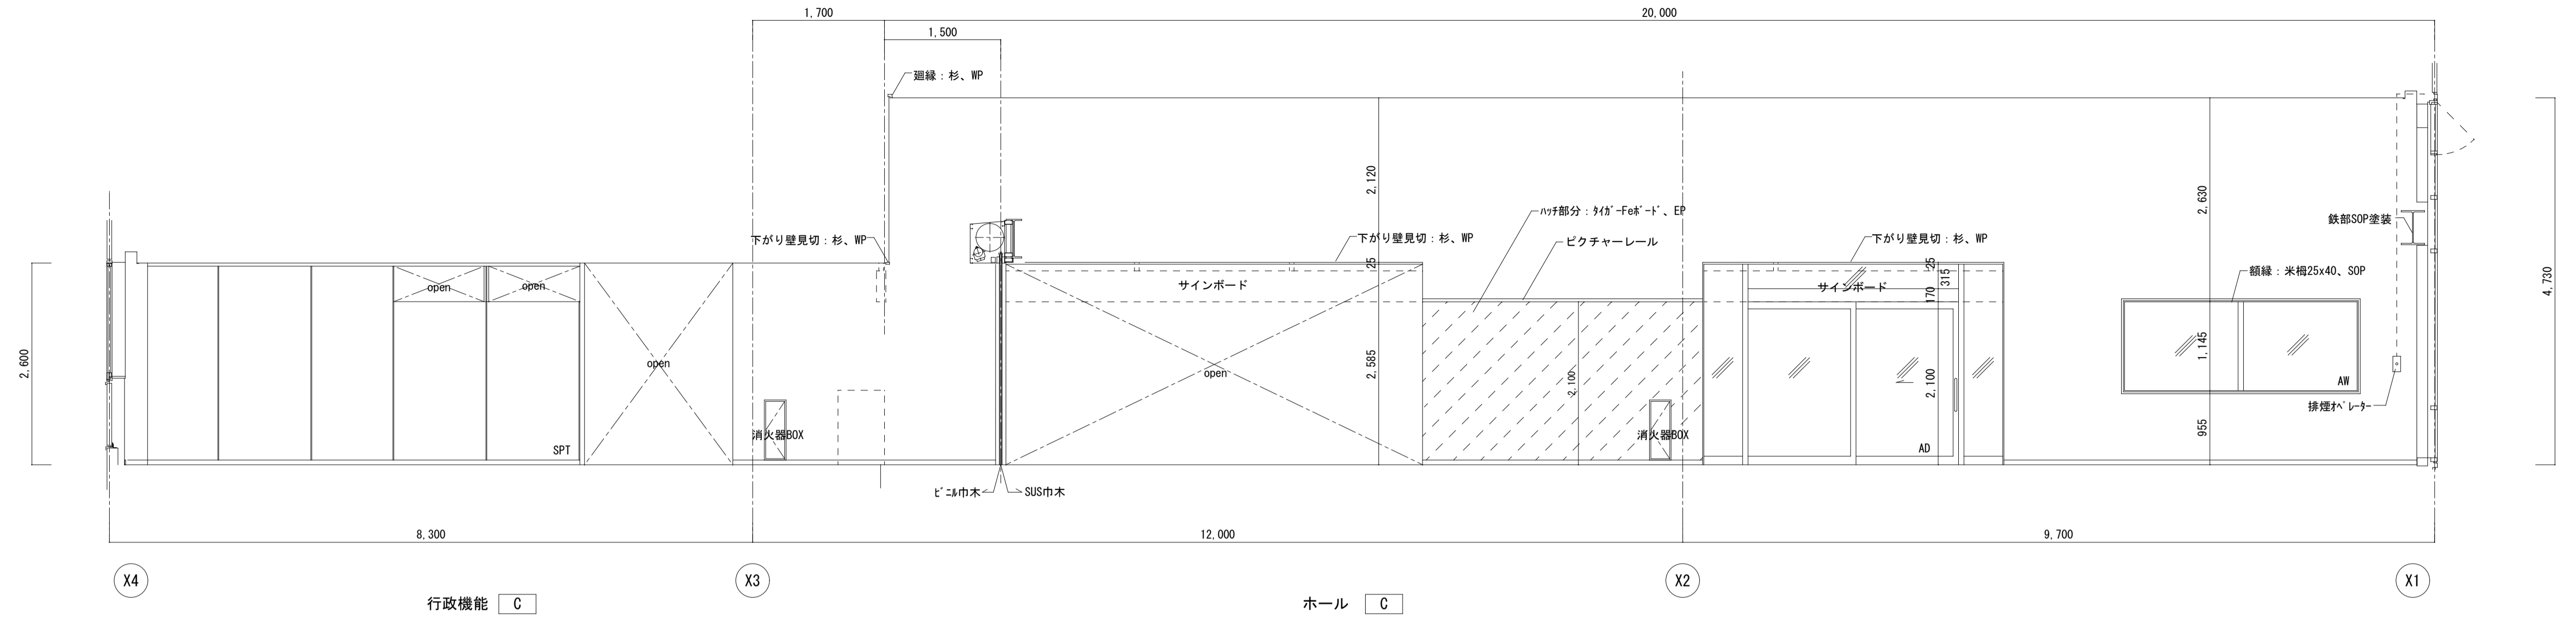 1,700
20,000
1,500
廻縁：杉、WP
2,120
2,630
4,730
ﾊｯﾁ部分：ﾀｲｶﾞｰFeﾎﾞｰﾄﾞ、EP
鉄部SOP塗装
下がり壁見切：杉、WP
下がり壁見切：杉、WP
ピクチャーレール
下がり壁見切：杉、WP
25
25
315
額縁：米栂25x40、SOP
open
open
サインボード
サインボード
170
2,600
open
open
2,585
2,100
2,100
1,145
AW
排煙ｵﾍﾟﾚｰﾀｰ
消火器BOX
消火器BOX
955
SPT
AD
ﾋﾞﾆﾙ巾木
SUS巾木
8,300
12,000
9,700
X4
X3
X2
X1
行政機能 C
ホール C